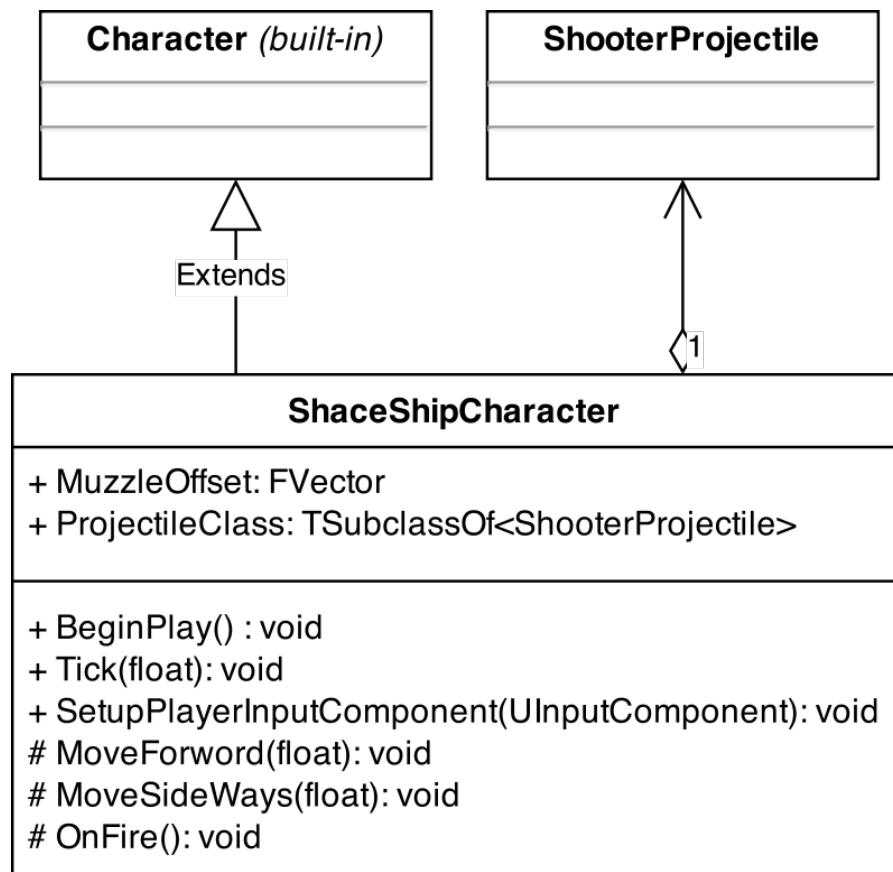 Character (built-in)
ShooterProjectile
Extends
1
ShaceShipCharacter
+ MuzzleOffset: FVector
+ ProjectileClass: TSubclassOf<ShooterProjectile>
+ BeginPlay() : void
+ Tick(float): void
+ SetupPlayerInputComponent(UInputComponent): void
# MoveForword(float): void
# MoveSideWays(float): void
# OnFire(): void